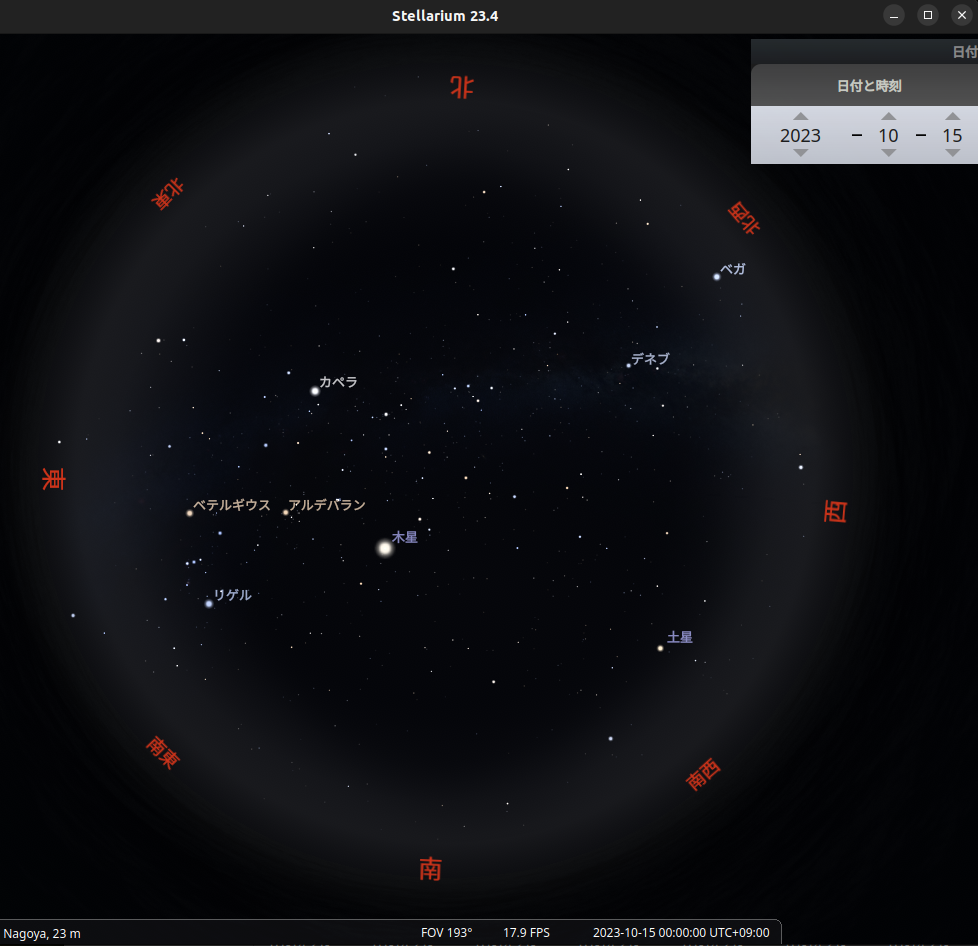 Stellarium 23.4
日付
日付と時刻
2023 - 10 - 15
北
北東
北西
ベガ
デネブ
カペラ
東
ベテルギウス
アルデバラン
西
木星
リゲル
土星
南東
南西
南
Nagoya, 23 m
FOV 193°
17.9 FPS
2023-10-15 00:00:00 UTC+09:00